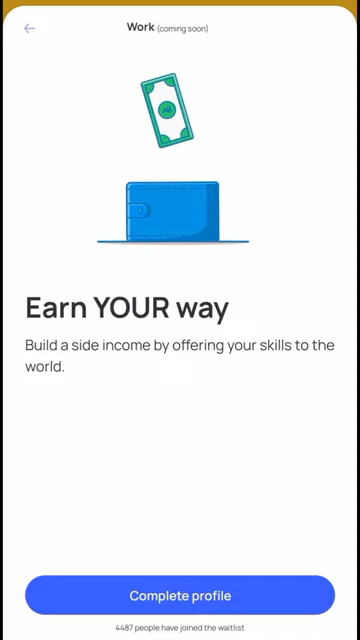 Work (coming soon)
Earn YOUR way
Build a side income by offering your skills to the
world.
Complete profile
4487 people have joined the waitlist